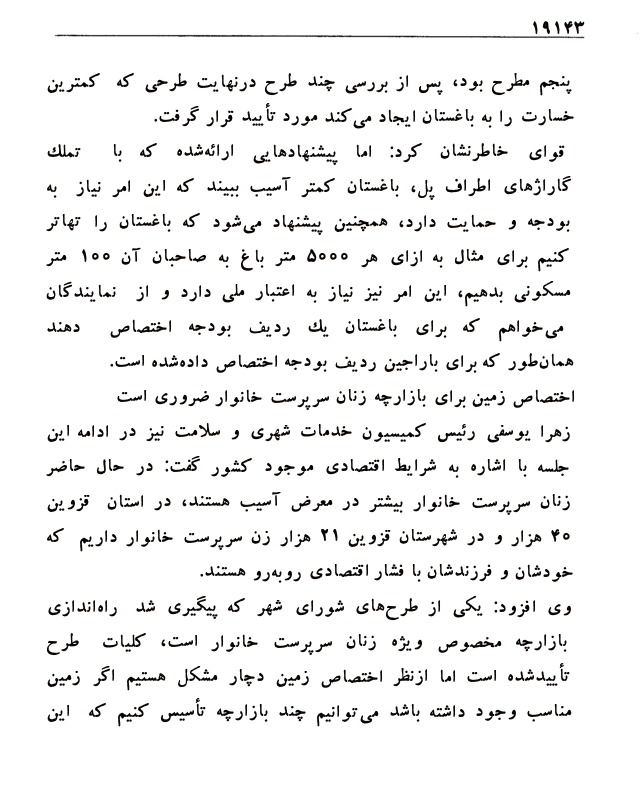 ۱۹۱۴۳
پنجم مطرح بود، پس از بررسی چند طرح درنهایت طرحی که کمترین
خسارت را به باغستان ایجاد می‌کند مورد تأیید قرار گرفت.
قوای خاطرنشان کرد: اما پیشنهادهایی ارائه‌شده که با تملك
گاراژهای اطراف پل، باغستان کمتر آسیب ببیند که این امر نیاز به
بودجه و حمایت دارد، همچنین پیشنهاد می‌شود که باغستان را تهاتر
کنیم برای مثال به ازای هر ۵۰۰۰ متر باغ به صاحبان آن ۱۰۰ متر
مسکونی بدهیم، این امر نیز نیاز به اعتبار ملی دارد و از نمایندگان
می‌خواهم که برای باغستان یك ردیف بودجه اختصاص دهند
همان‌طور که برای باراجین ردیف بودجه اختصاص داده‌شده است.
اختصاص زمین برای بازارچه زنان سرپرست خانوار ضروری است
زهرا یوسفی رئیس کمیسیون خدمات شهری و سلامت نیز در ادامه این
جلسه با اشاره به شرایط اقتصادی موجود کشور گفت: در حال حاضر
زنان سرپرست خانوار بیشتر در معرض آسیب هستند، در استان قزوین
۴۰ هزار و در شهرستان قزوین ۲۱ هزار زن سرپرست خانوار داریم که
خودشان و فرزندشان با فشار اقتصادی روبه‌رو هستند.
وی افزود: یکی از طرح‌های شورای شهر که پیگیری شد راه‌اندازی
بازارچه مخصوص ویژه زنان سرپرست خانوار است، کلیات طرح
تأییدشده است اما ازنظر اختصاص زمین دچار مشکل هستیم اگر زمین
مناسب وجود داشته باشد می‌توانیم چند بازارچه تأسیس کنیم که این